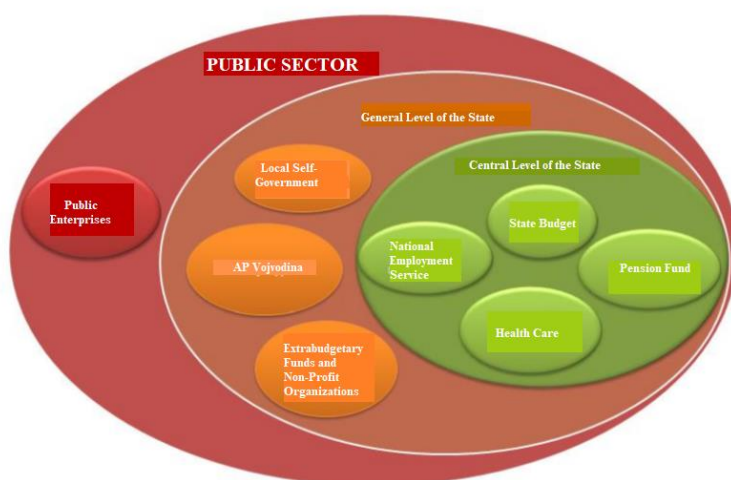 PUBLIC SECTOR
General Level of the State
Central Level of the State
Local Self-
Government
Public
Enterprises
State Budget
National
Employment
Service
AP Vojvodina
Pension Fund
Health Care
Extrabudgetary
Funds and
Non-Profit
Organizations